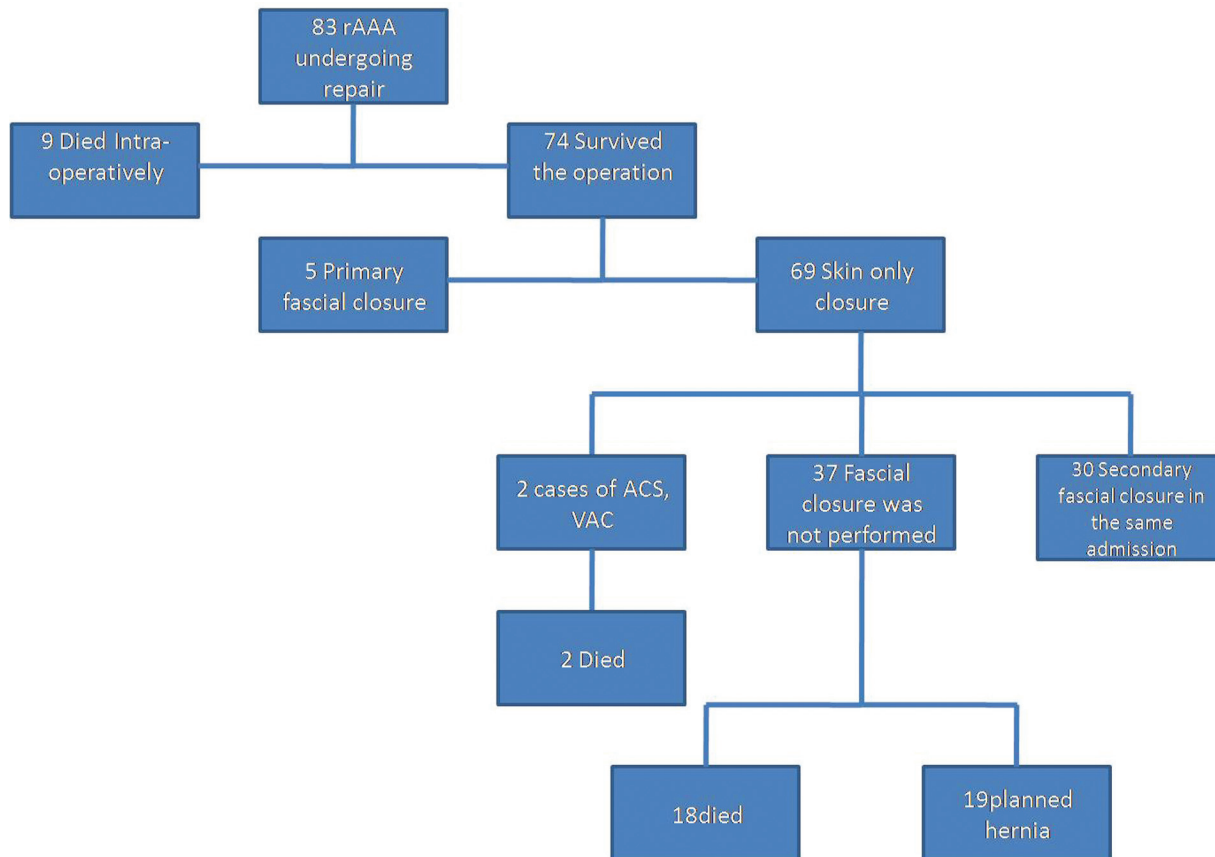 83 rAAA
undergoing
repair
9 Died Intra-
operatively
74 Survived
the operation
5 Primary
fascial closure
69 Skin only
closure
2 cases of ACS,
VAC
37 Fascial
closure was
not performed
30 Secondary
fascial closure in
the same
admission
2 Died
18died
19planned
hernia